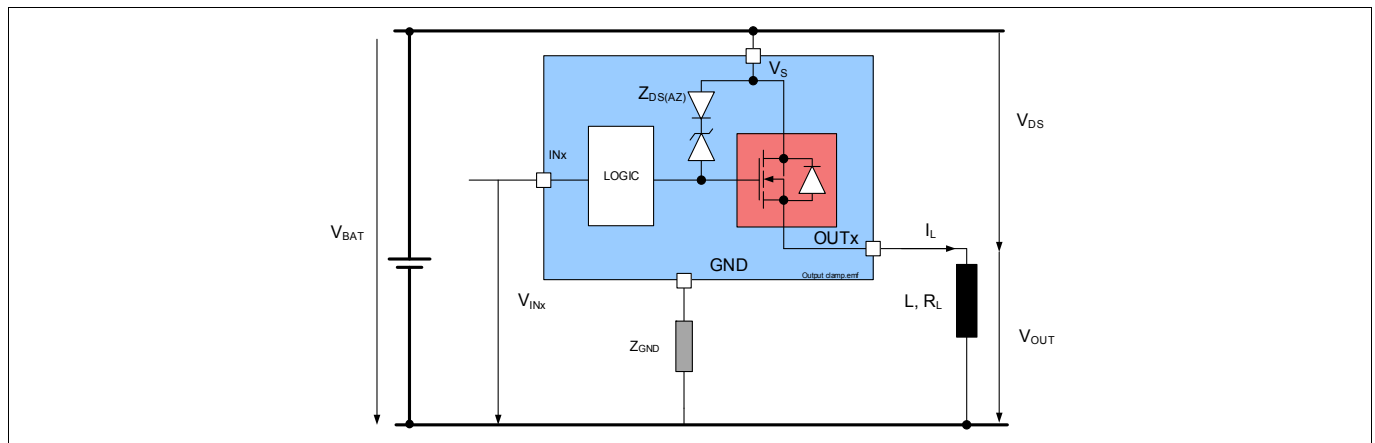 V_S
Z_DS(AZ)
V_DS
INx
LOGIC
V_BAT
OUTx
I_L
GND
Output clamp.emf
V_INx
L, R_L
Z_GND
V_OUT